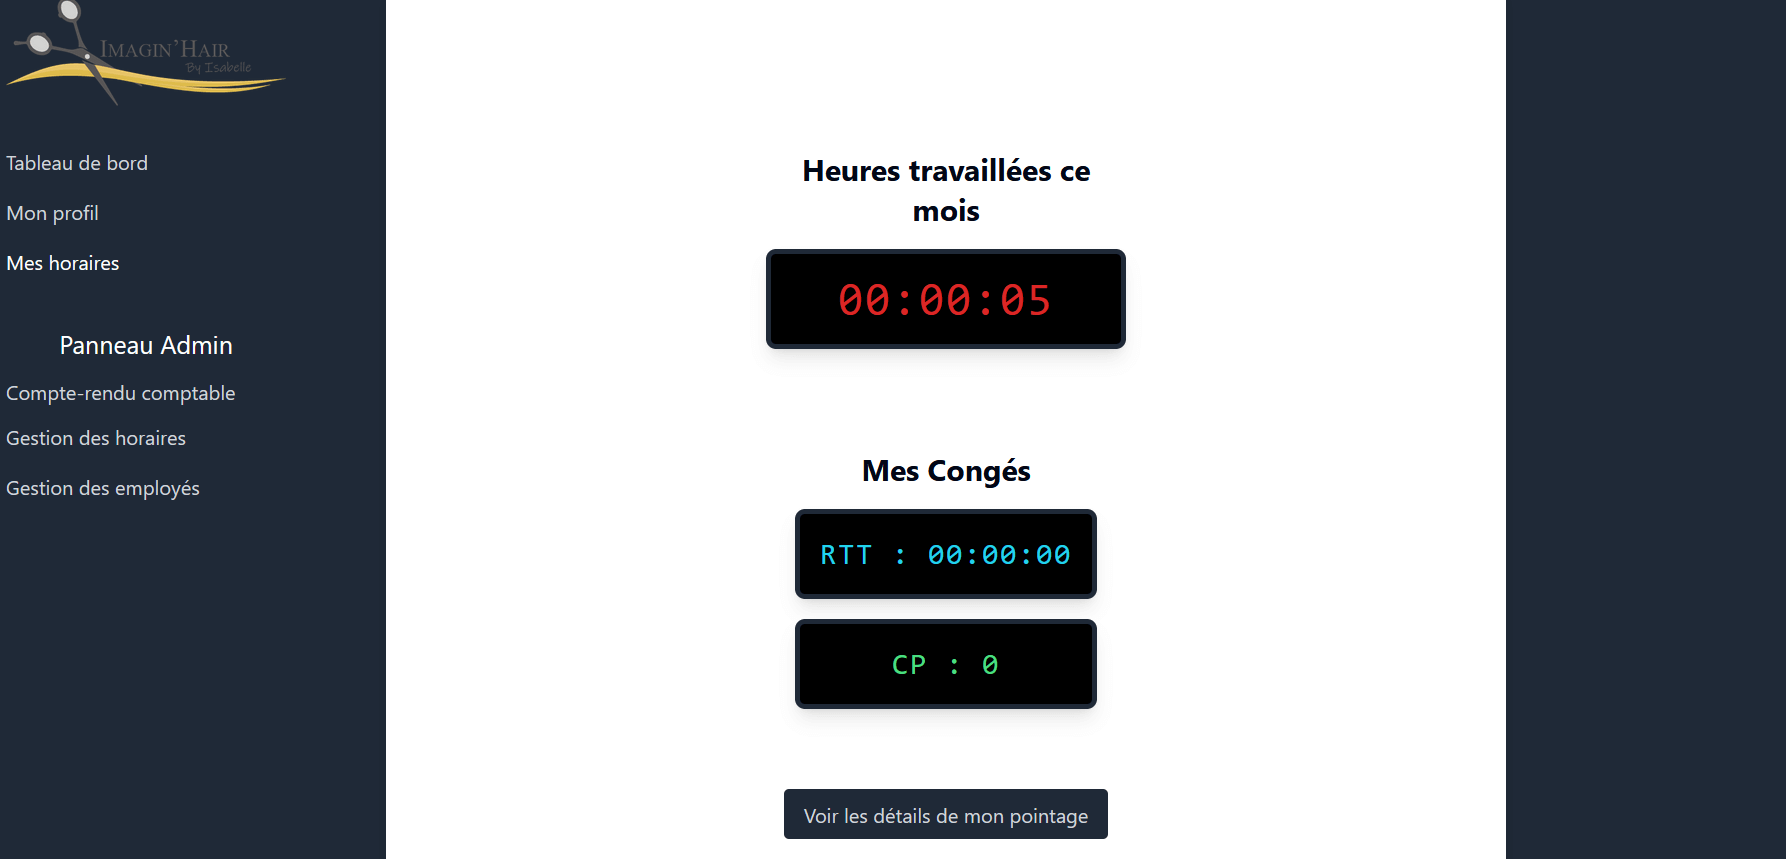 Imagin'Hair
By Isabelle
Tableau de bord
Mon profil
Mes horaires
Panneau Admin
Compte-rendu comptable
Gestion des horaires
Gestion des employés
Heures travaillées ce
mois
00:00:05
Mes Congés
RTT : 00:00:00
CP : 0
Voir les détails de mon pointage